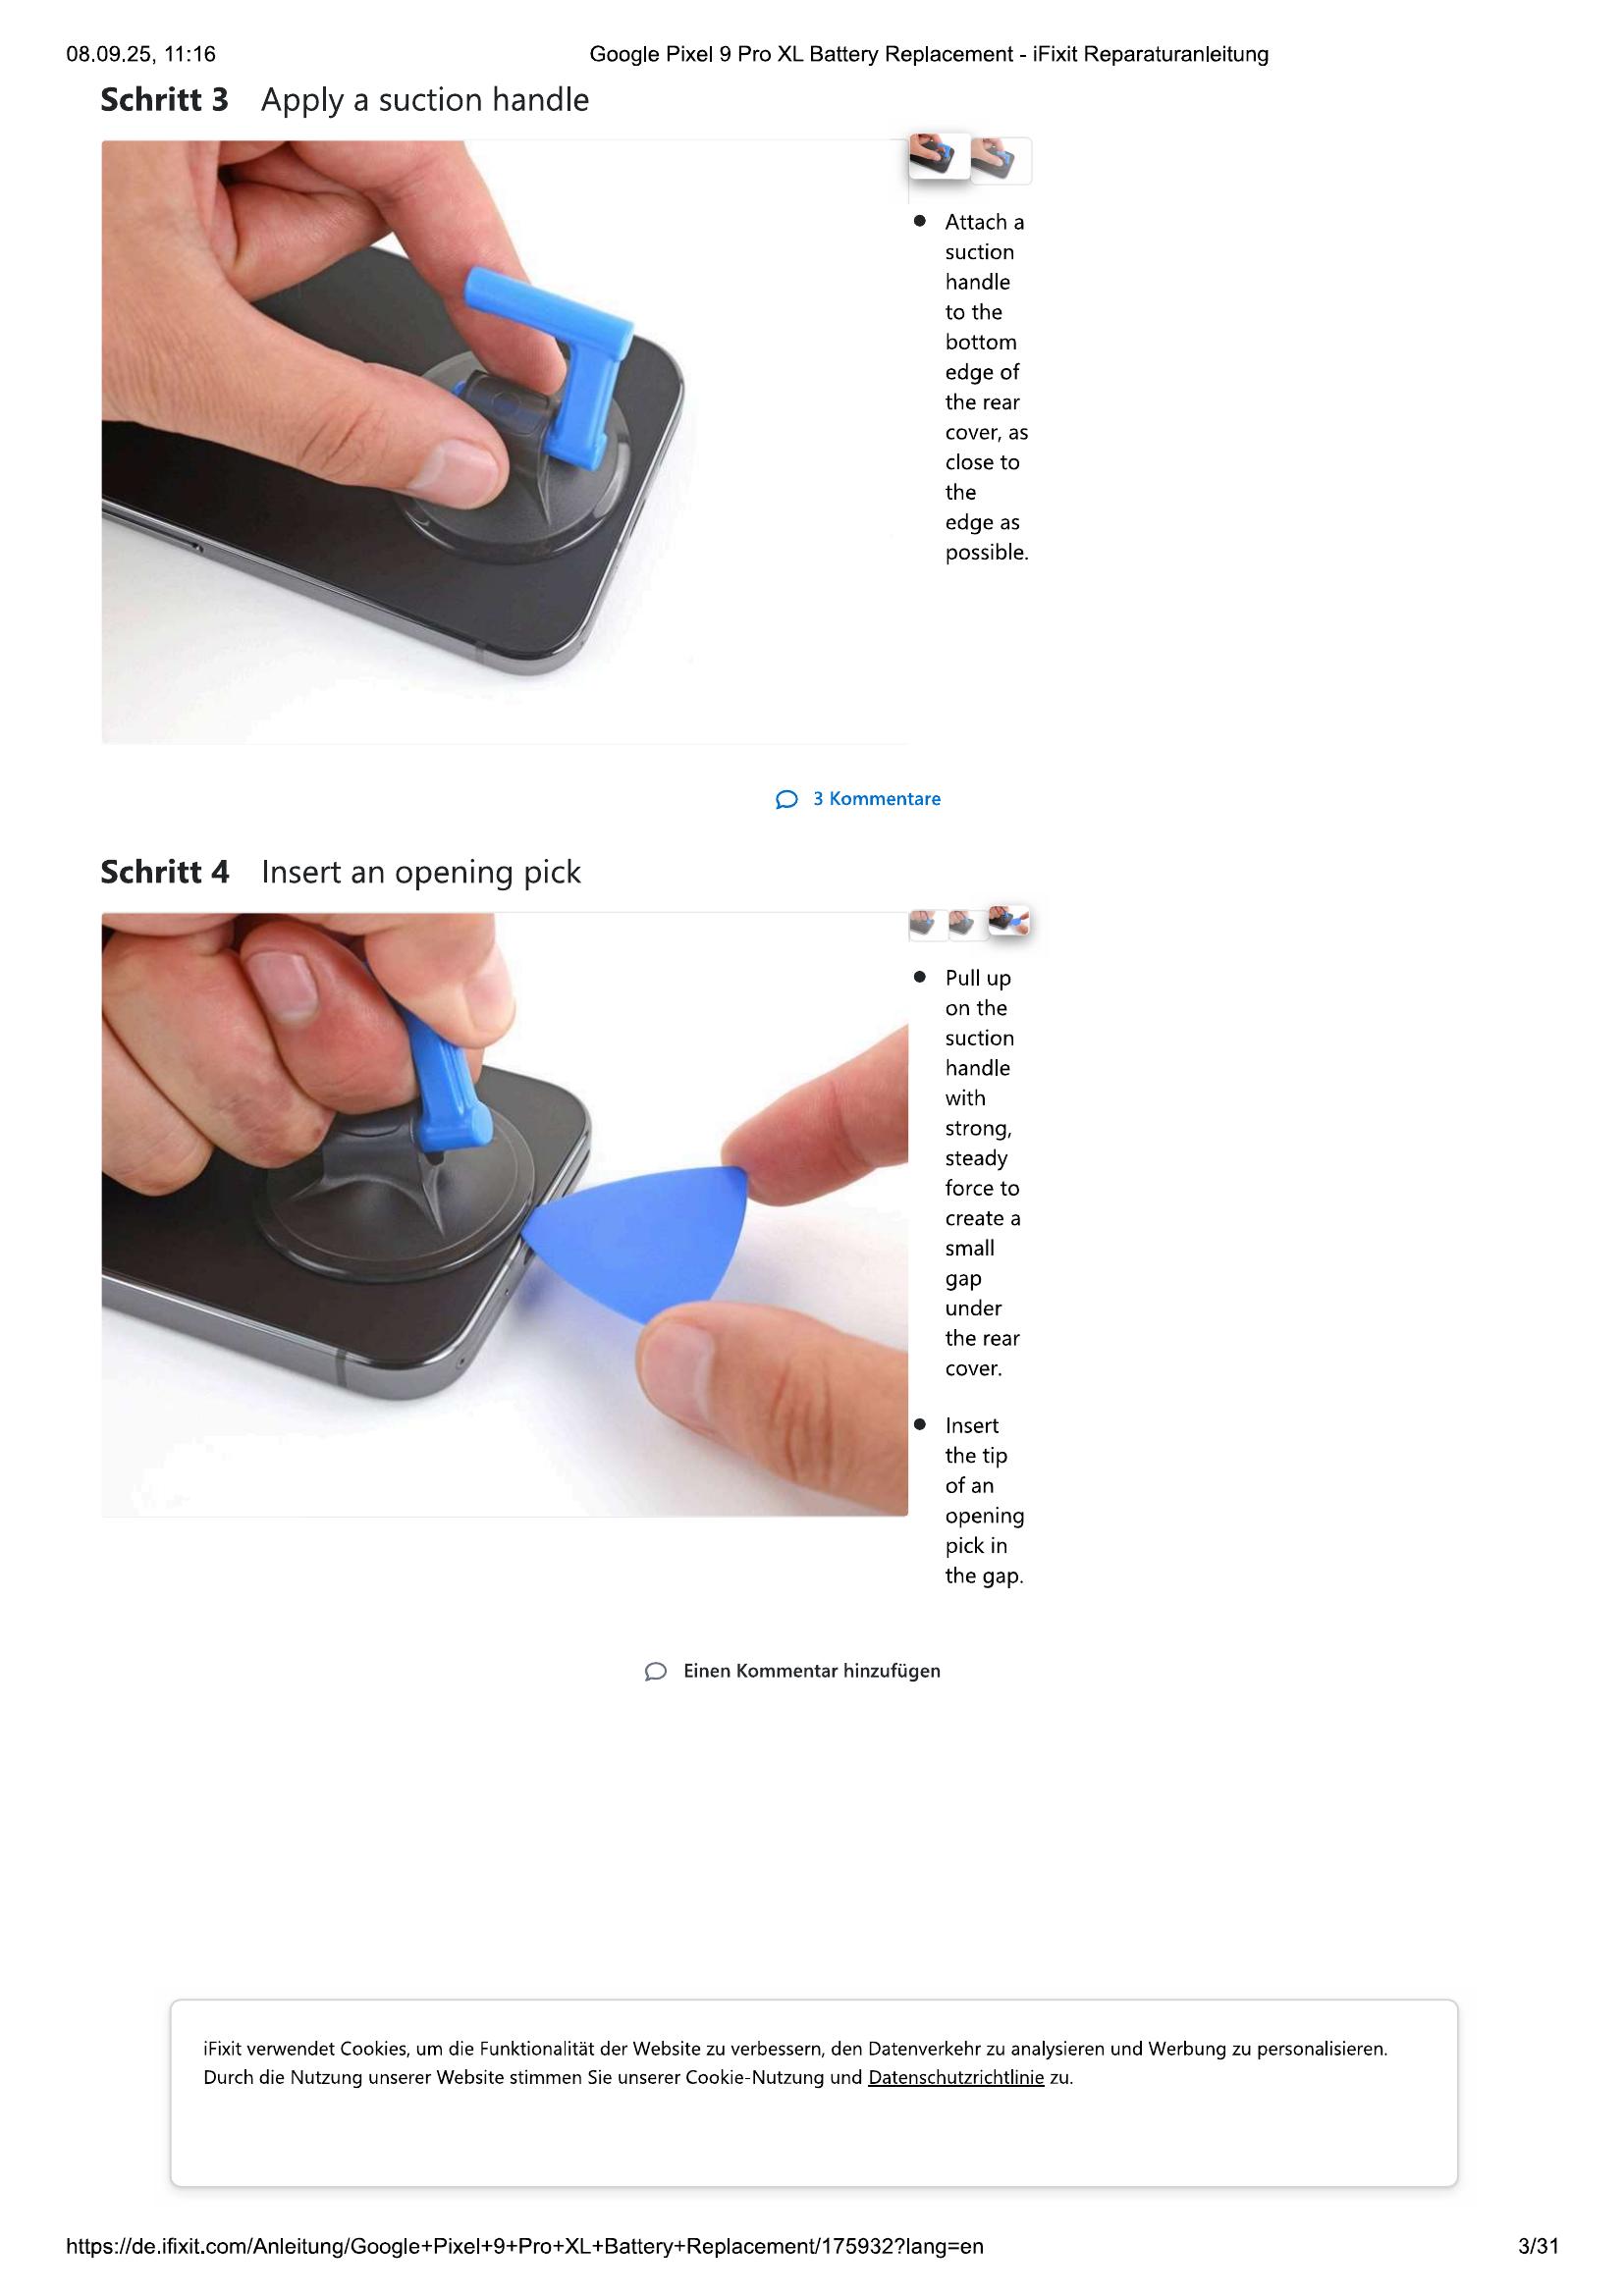 08.09.25, 11:16
Google Pixel 9 Pro XL Battery Replacement - iFixit Reparaturanleitung
Schritt 3 Apply a suction handle
Attach a
suction
handle
to the
bottom
edge of
the rear
cover, as
close to
the
edge as
possible.
3 Kommentare
Schritt 4 Insert an opening pick
Pull up
on the
suction
handle
with
strong,
steady
force to
create a
small
gap
under
the rear
cover.
Insert
the tip
of an
opening
pick in
the gap.
Einen Kommentar hinzufügen
iFixit verwendet Cookies, um die Funktionalität der Website zu verbessern, den Datenverkehr zu analysieren und Werbung zu personalisieren.
Durch die Nutzung unserer Website stimmen Sie unserer Cookie-Nutzung und Datenschutzrichtlinie zu.
https://de.ifixit.com/Anleitung/Google+Pixel+9+Pro+XL+Battery+Replacement/175932?lang=en
3/31